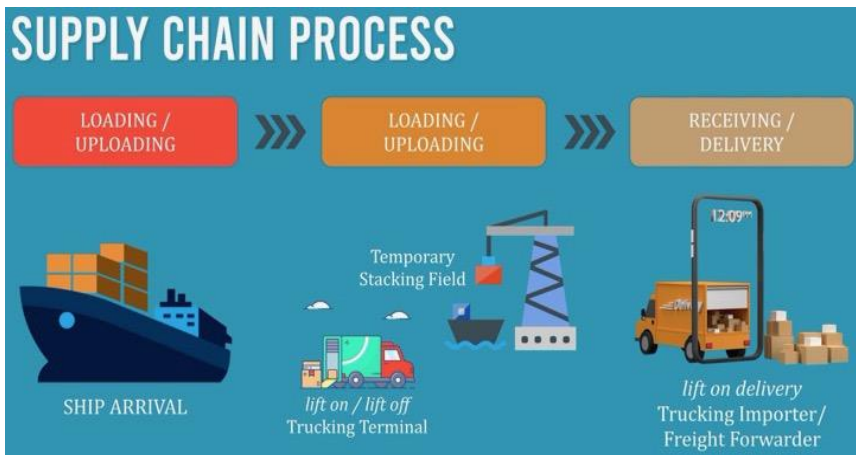 SUPPLY CHAIN PROCESS
LOADING /
UPLOADING
LOADING /
UPLOADING
RECEIVING /
DELIVERY
12:09
Temporary
Stacking Field
Delivery
SHIP ARRIVAL
lift on / lift off
Trucking Terminal
lift on delivery
Trucking Importer/
Freight Forwarder